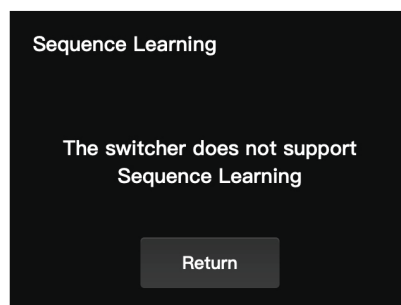 Sequence Learning
The switcher does not support
Sequence Learning
Return